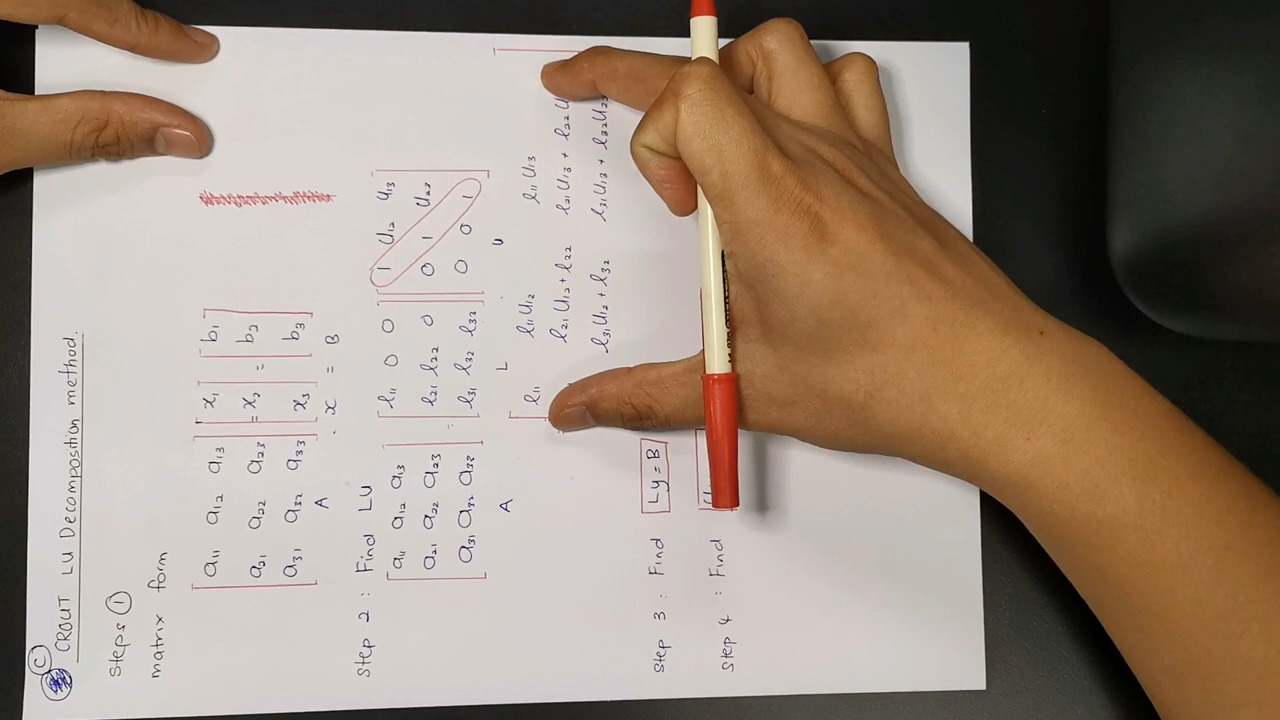 C
CROUT LU Decomposition method.
Steps 1
matrix form
a11 a12 a13 x1 b1
a21 a22 a23 = x2 = b2
a31 a32 a33 x3 b3
A . x = B
Step 2 : Find LU
a11 a12 a13 l11 0 0 1 U12 U13
a21 a22 a23 = l21 l22 0 0 1 U23
a31 a32 a33 l31 l32 l32 0 0 1
A L . U
l11 l11U12 l11U13
l21U12 + l22 l21U13 + l22U
l31U12 + l32 l31U13 + l32U23
Step 3 : Find Ly = B
Step 4 : Find